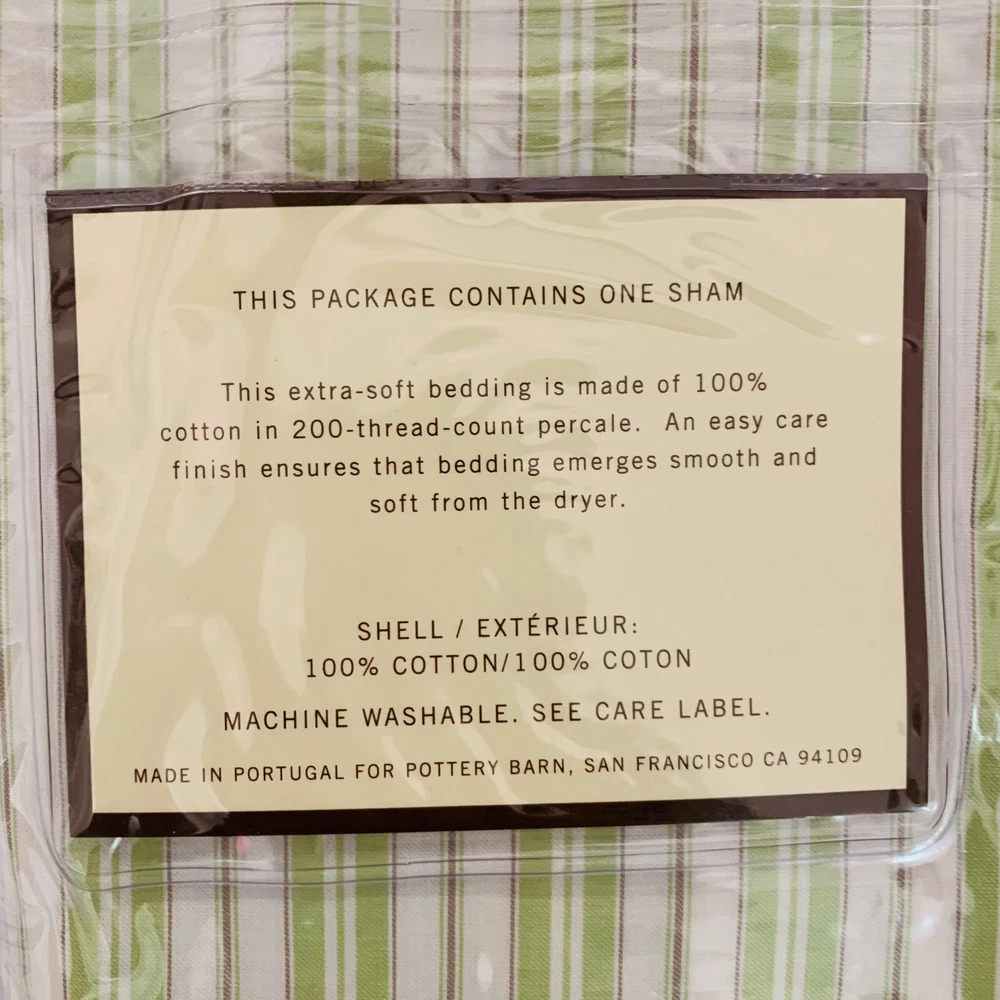 THIS PACKAGE CONTAINS ONE SHAM
This extra-soft bedding is made of 100%
cotton in 200-thread-count percale. An easy care
finish ensures that bedding emerges smooth and
soft from the dryer.
SHELL / EXTÉRIEUR:
100% COTTON/100% COTON
MACHINE WASHABLE. SEE CARE LABEL.
MADE IN PORTUGAL FOR POTTERY BARN, SAN FRANCISCO CA 94109